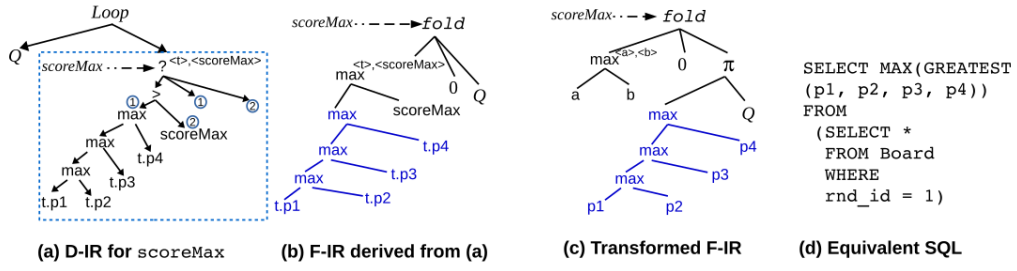 Loop
Q
scoreMax
? <t>,<scoreMax>
>
① ① ②
max
②
scoreMax
max
t.p4
max
t.p3
t.p1
t.p2
(a) D-IR for scoreMax
scoreMax
fold
<t>,<scoreMax>
max
0
Q
scoreMax
max
t.p4
max
t.p3
max
t.p2
t.p1
(b) F-IR derived from (a)
scoreMax
fold
max <a>,<b>
0
π
a
b
Q
max
p4
max
p3
max
p1
p2
(c) Transformed F-IR
SELECT MAX(GREATEST
(p1, p2, p3, p4))
FROM
(SELECT *
FROM Board
WHERE
rnd_id = 1)
(d) Equivalent SQL